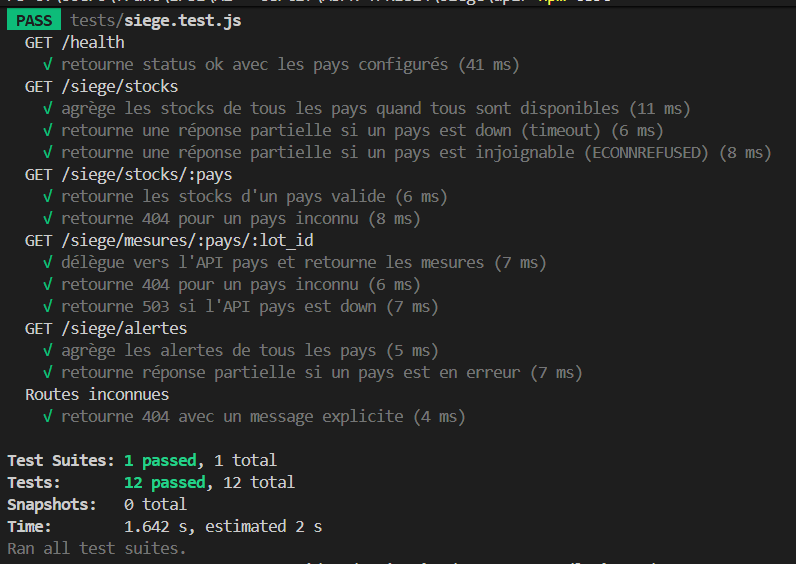 PASS tests/siege.test.js
GET /health
√ retourne status ok avec les pays configurés (41 ms)
GET /siege/stocks
√ agrège les stocks de tous les pays quand tous sont disponibles (11 ms)
√ retourne une réponse partielle si un pays est down (timeout) (6 ms)
√ retourne une réponse partielle si un pays est injoignable (ECONNREFUSED) (8 ms)
GET /siege/stocks/:pays
√ retourne les stocks d'un pays valide (6 ms)
√ retourne 404 pour un pays inconnu (8 ms)
GET /siege/mesures/:pays/:lot_id
√ délègue vers l'API pays et retourne les mesures (7 ms)
√ retourne 404 pour un pays inconnu (6 ms)
√ retourne 503 si l'API pays est down (7 ms)
GET /siege/alertes
√ agrège les alertes de tous les pays (5 ms)
√ retourne réponse partielle si un pays est en erreur (7 ms)
Routes inconnues
√ retourne 404 avec un message explicite (4 ms)
Test Suites: 1 passed, 1 total
Tests: 12 passed, 12 total
Snapshots: 0 total
Time: 1.642 s, estimated 2 s
Ran all test suites.